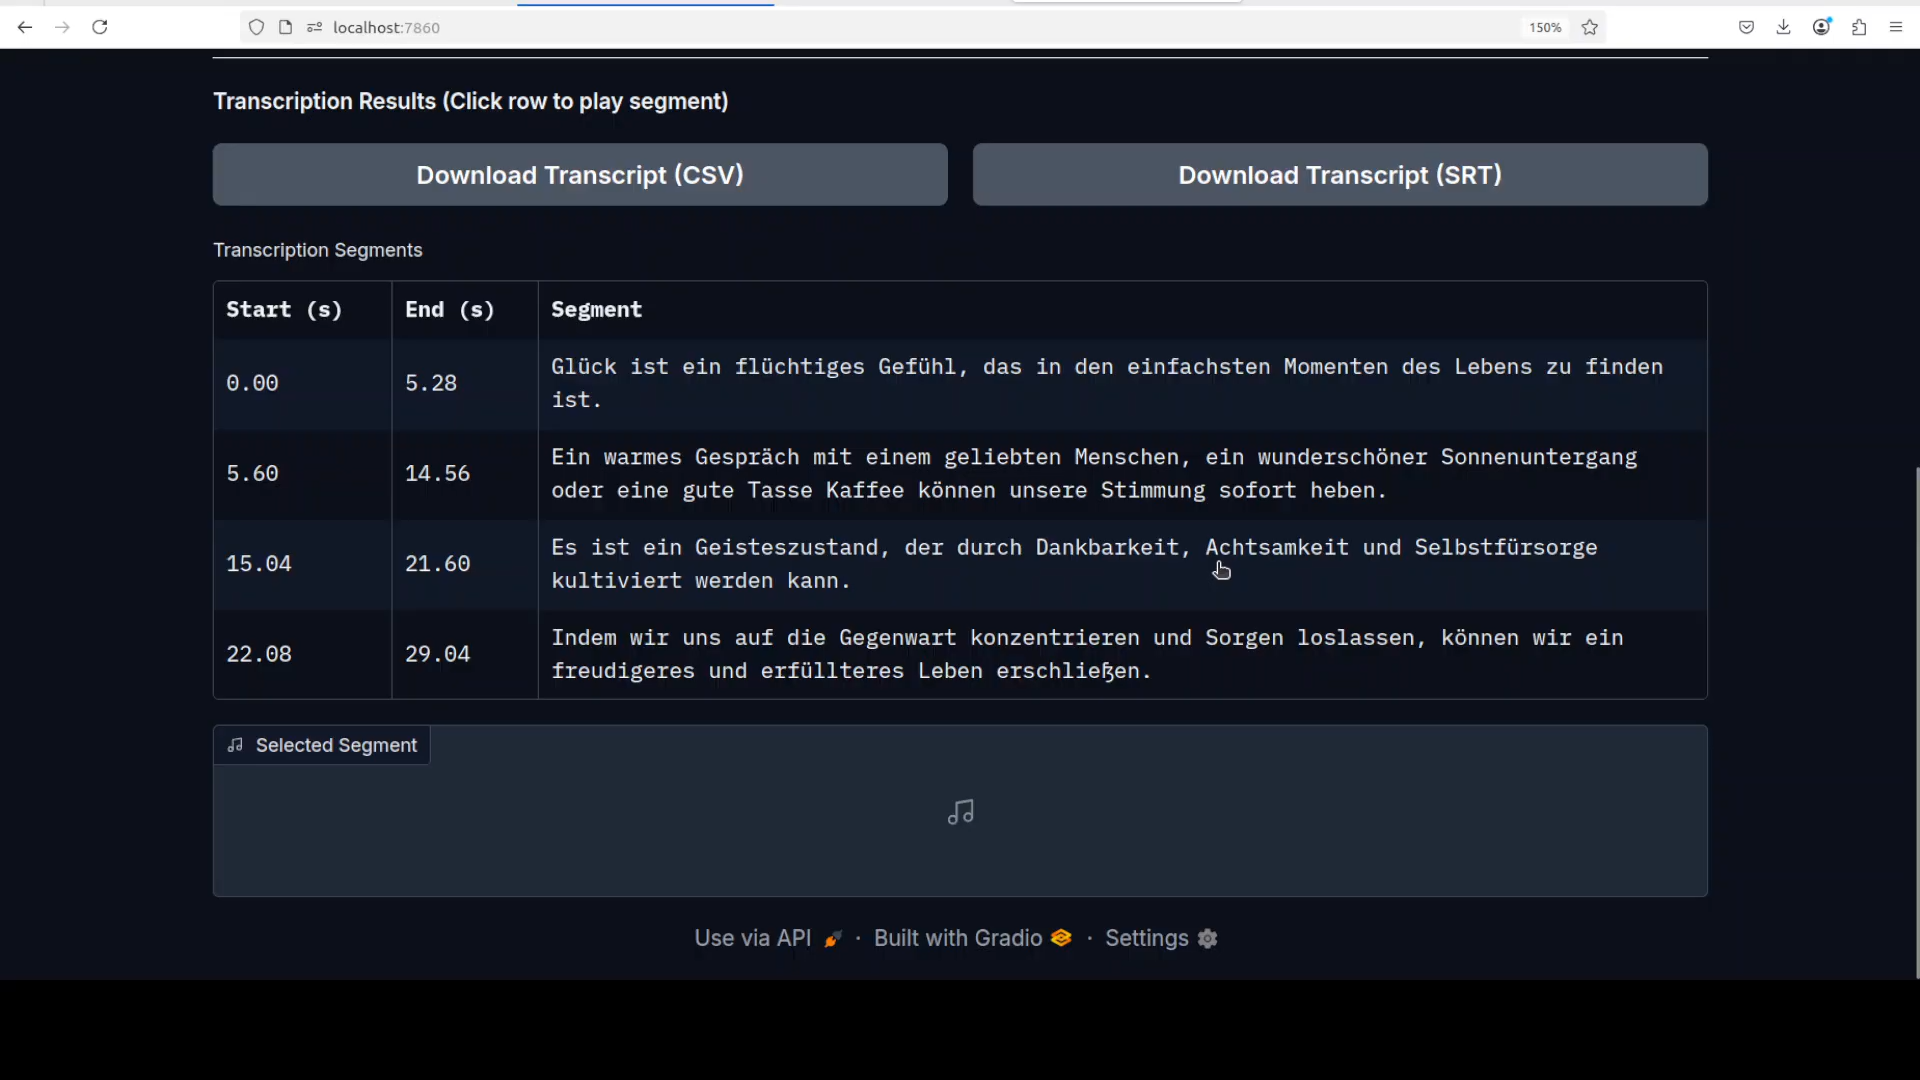 localhost:7860
150%
Transcription Results (Click row to play segment)
Download Transcript (CSV)
Download Transcript (SRT)
Transcription Segments
Start (s)
End (s)
Segment
0.00
5.28
Glück ist ein flüchtiges Gefühl, das in den einfachsten Momenten des Lebens zu finden
ist.
5.60
14.56
Ein warmes Gespräch mit einem geliebten Menschen, ein wunderschöner Sonnenuntergang
oder eine gute Tasse Kaffee können unsere Stimmung sofort heben.
15.04
21.60
Es ist ein Geisteszustand, der durch Dankbarkeit, Achtsamkeit und Selbstfürsorge
kultiviert werden kann.
22.08
29.04
Indem wir uns auf die Gegenwart konzentrieren und Sorgen loslassen, können wir ein
freudigeres und erfüllteres Leben erschließen.
Selected Segment
Use via API · Built with Gradio · Settings